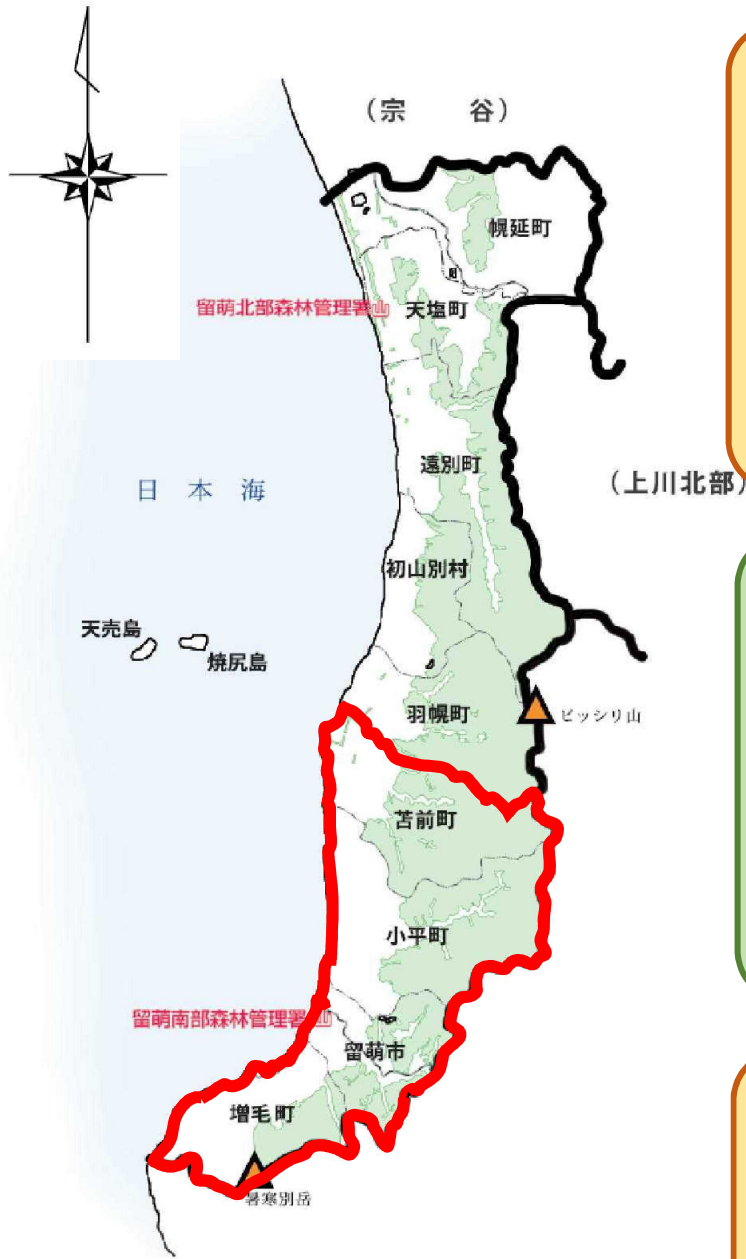 (宗　谷)
幌延町
留萌北部森林管理署
天塩町
遠別町
(上川北部)
日 本 海
初山別村
天売島
焼尻島
羽幌町
ピッシリ山
苫前町
小平町
留萌南部森林管理署
留萌市
増毛町
暑寒別岳